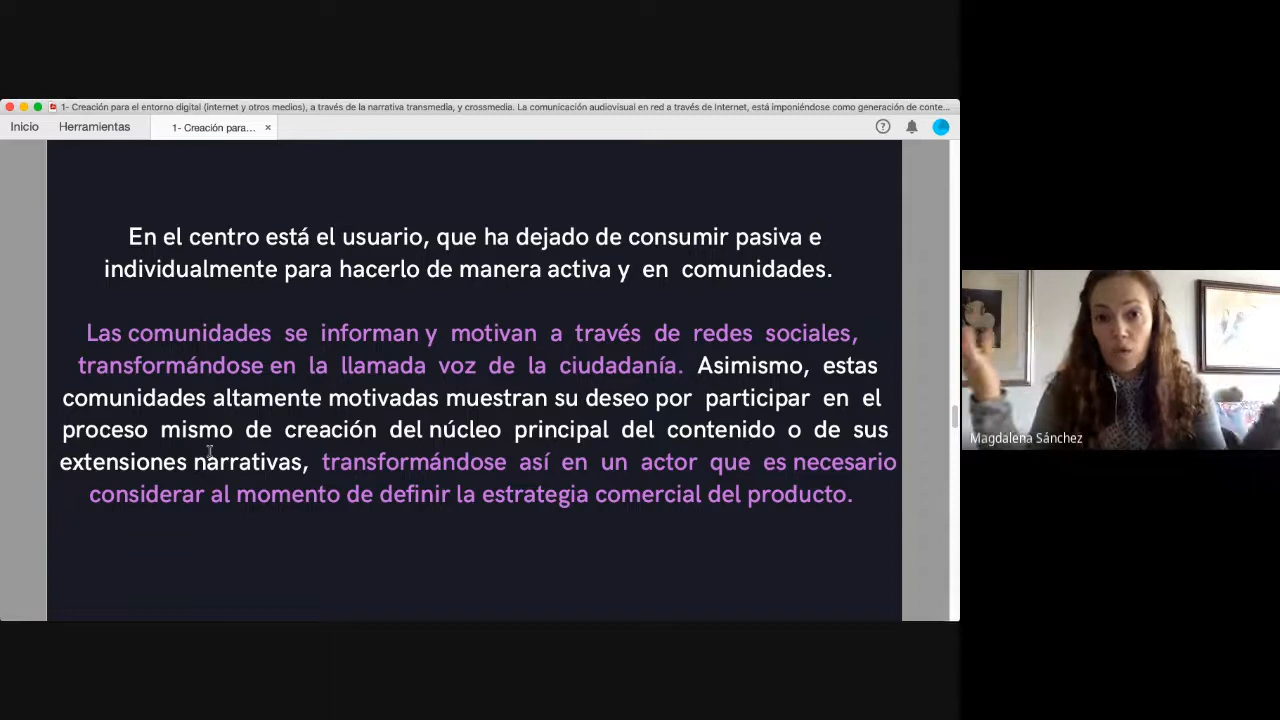 1- Creación para el entorno digital (internet y otros medios), a través de la narrativa transmedia, y crossmedia. La comunicación audiovisual en red a través de Internet, está imponiéndose como generación de conte...
Inicio Herramientas 1- Creación para... ×
En el centro está el usuario, que ha dejado de consumir pasiva e
individualmente para hacerlo de manera activa y en comunidades.
Las comunidades se informan y motivan a través de redes sociales,
transformándose en la llamada voz de la ciudadanía. Asimismo, estas
comunidades altamente motivadas muestran su deseo por participar en el
proceso mismo de creación del núcleo principal del contenido o de sus
extensiones narrativas, transformándose así en un actor que es necesario
considerar al momento de definir la estrategia comercial del producto.
Magdalena Sánchez